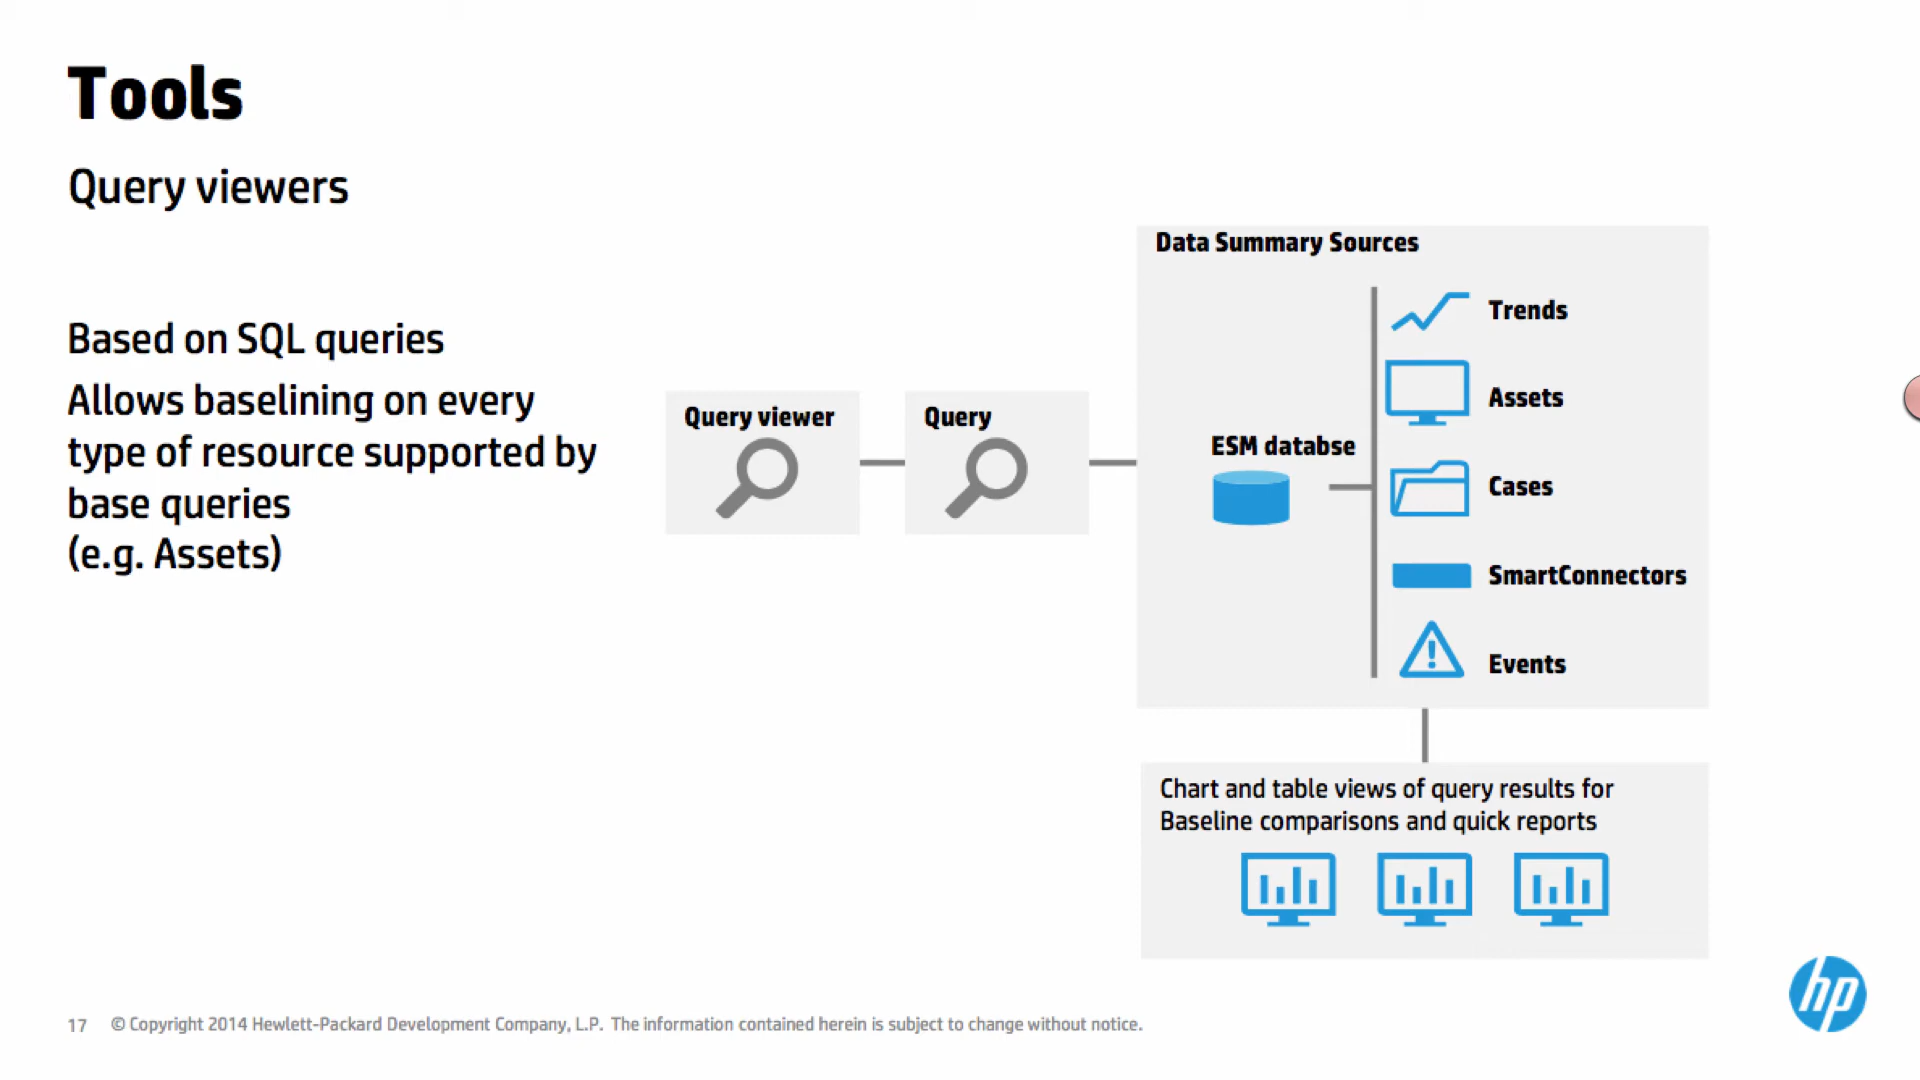 Tools
Query viewers
Based on SQL queries
Allows baselining on every
type of resource supported by
base queries
(e.g. Assets)
Query viewer
Query
Data Summary Sources
ESM databse
Trends
Assets
Cases
SmartConnectors
Events
Chart and table views of query results for
Baseline comparisons and quick reports
hp
17 © Copyright 2014 Hewlett-Packard Development Company, L.P. The information contained herein is subject to change without notice.